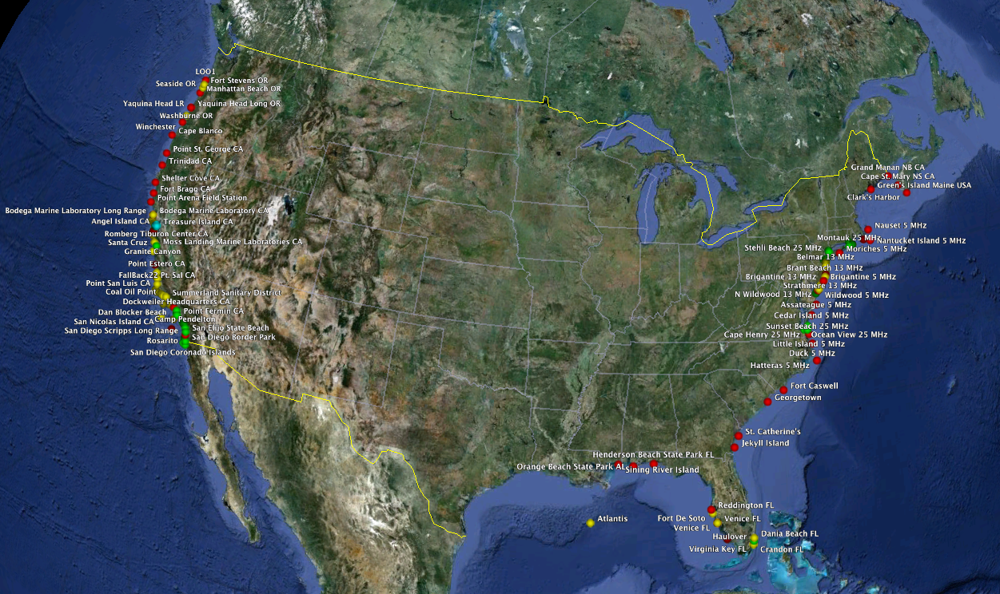 LOO1
Fort Stevens OR
Seaside OR
Manhattan Beach OR
Yaquina Head LR
Yaquina Head Long OR
Washburne OR
Winchester
Cape Blanco
Point St. George CA
Trinidad CA
Shelter Cove CA
Fort Bragg CA
Point Arena Field Station
Bodega Marine Laboratory Long Range
Bodega Marine Laboratory CA
Angel Island CA
Treasure Island CA
Romberg Tiburon Center CA
Santa Cruz
Moss Landing Marine Laboratories CA
Granite Canyon
Point Estero CA
FallBack22 Pt. Sal CA
Point San Luis CA
Coal Oil Point
Summerland Sanitary District
Dockweiler Headquarters CA
Dan Blocker Beach
Point Fermin CA
San Nicolas Island CA
Camp Pendelton
San Diego Scripps Long Range
San Elijo State Beach
San Diego Border Park
Rosarito
San Diego Coronado Islands
Grand Manan NB CA
Cape St. Mary NS CA
Green's Island Maine USA
Clark's Harbor
Nauset 5 MHz
Montauk 25 MHz
Nantucket Island 5 MHz
Stehli Beach 25 MHz
Moriches 5 MHz
Belmar 13 MHz
Brant Beach 13 MHz
Brigantine 13 MHz
Brigantine 5 MHz
Strathmere 13 MHz
N Wildwood 13 MHz
Wildwood 5 MHz
Assateague 5 MHz
Cedar Island 5 MHz
Sunset Beach 25 MHz
Cape Henry 25 MHz
Ocean View 25 MHz
Little Island 5 MHz
Duck 5 MHz
Hatteras 5 MHz
Fort Caswell
Georgetown
St. Catherine's
Jekyll Island
Henderson Beach State Park FL
Orange Beach State Park AL
Sining River Island
Reddington FL
Fort De Soto
Venice FL
Venice FL
Atlantis
Haulover
Dania Beach FL
Virginia Key FL
Crandon FL